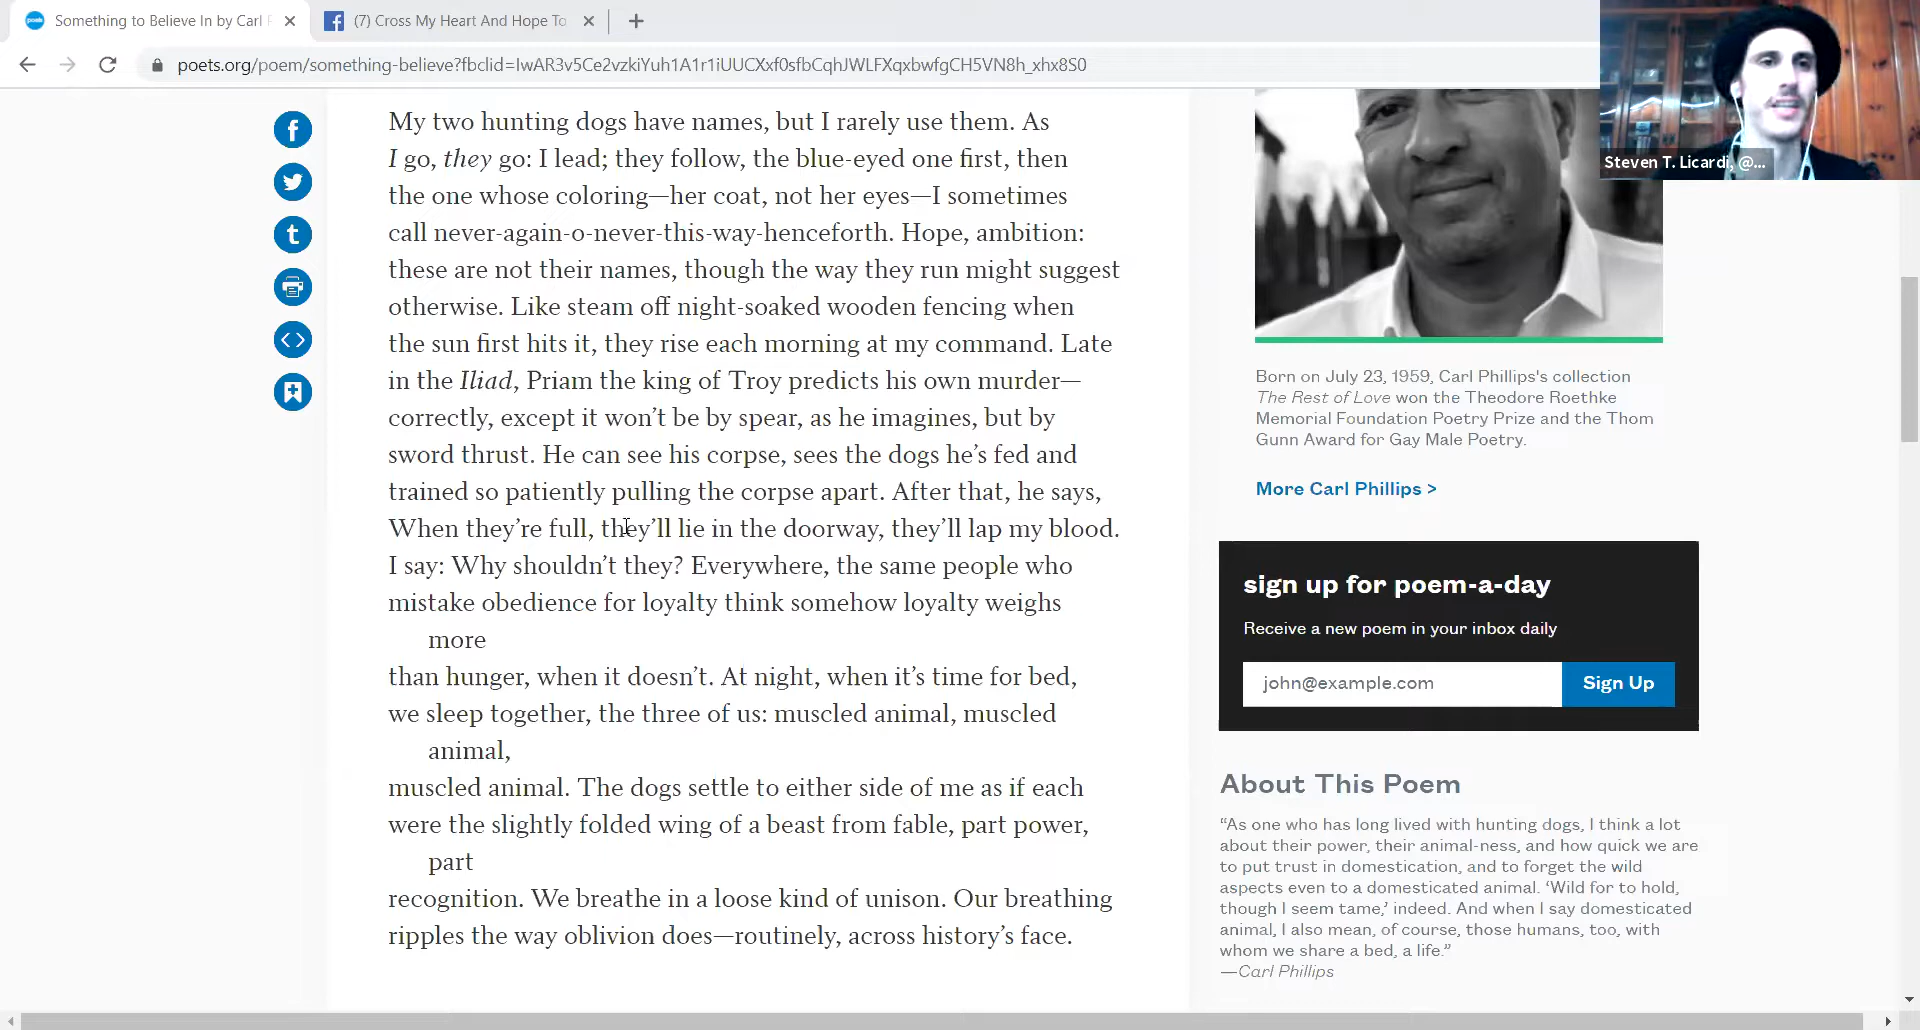 Something to Believe In by Carl P
(7) Cross My Heart And Hope To
poets.org/poem/something-believe?fbclid=IwAR3v5Ce2vzkiYuh1A1r1iUUCXxf0sfbCqhJWLFXqxbwfgCH5VN8h_xhx8S0
Steven T. Licardi, @...
My two hunting dogs have names, but I rarely use them. As
I go, they go: I lead; they follow, the blue-eyed one first, then
the one whose coloring—her coat, not her eyes—I sometimes
call never-again-o-never-this-way-henceforth. Hope, ambition:
these are not their names, though the way they run might suggest
otherwise. Like steam off night-soaked wooden fencing when
the sun first hits it, they rise each morning at my command. Late
in the Iliad, Priam the king of Troy predicts his own murder—
correctly, except it won't be by spear, as he imagines, but by
sword thrust. He can see his corpse, sees the dogs he's fed and
trained so patiently pulling the corpse apart. After that, he says,
When they're full, they'll lie in the doorway, they'll lap my blood.
I say: Why shouldn't they? Everywhere, the same people who
mistake obedience for loyalty think somehow loyalty weighs
more
than hunger, when it doesn't. At night, when it's time for bed,
we sleep together, the three of us: muscled animal, muscled
animal,
muscled animal. The dogs settle to either side of me as if each
were the slightly folded wing of a beast from fable, part power,
part
recognition. We breathe in a loose kind of unison. Our breathing
ripples the way oblivion does—routinely, across history's face.
Born on July 23, 1959, Carl Phillips's collection
The Rest of Love won the Theodore Roethke
Memorial Foundation Poetry Prize and the Thom
Gunn Award for Gay Male Poetry.
More Carl Phillips >
sign up for poem-a-day
Receive a new poem in your inbox daily
john@example.com
Sign Up
About This Poem
“As one who has long lived with hunting dogs, I think a lot
about their power, their animal-ness, and how quick we are
to put trust in domestication, and to forget the wild
aspects even to a domesticated animal. ‘Wild for to hold,
though I seem tame,’ indeed. And when I say domesticated
animal, I also mean, of course, those humans, too, with
whom we share a bed, a life.”
—Carl Phillips